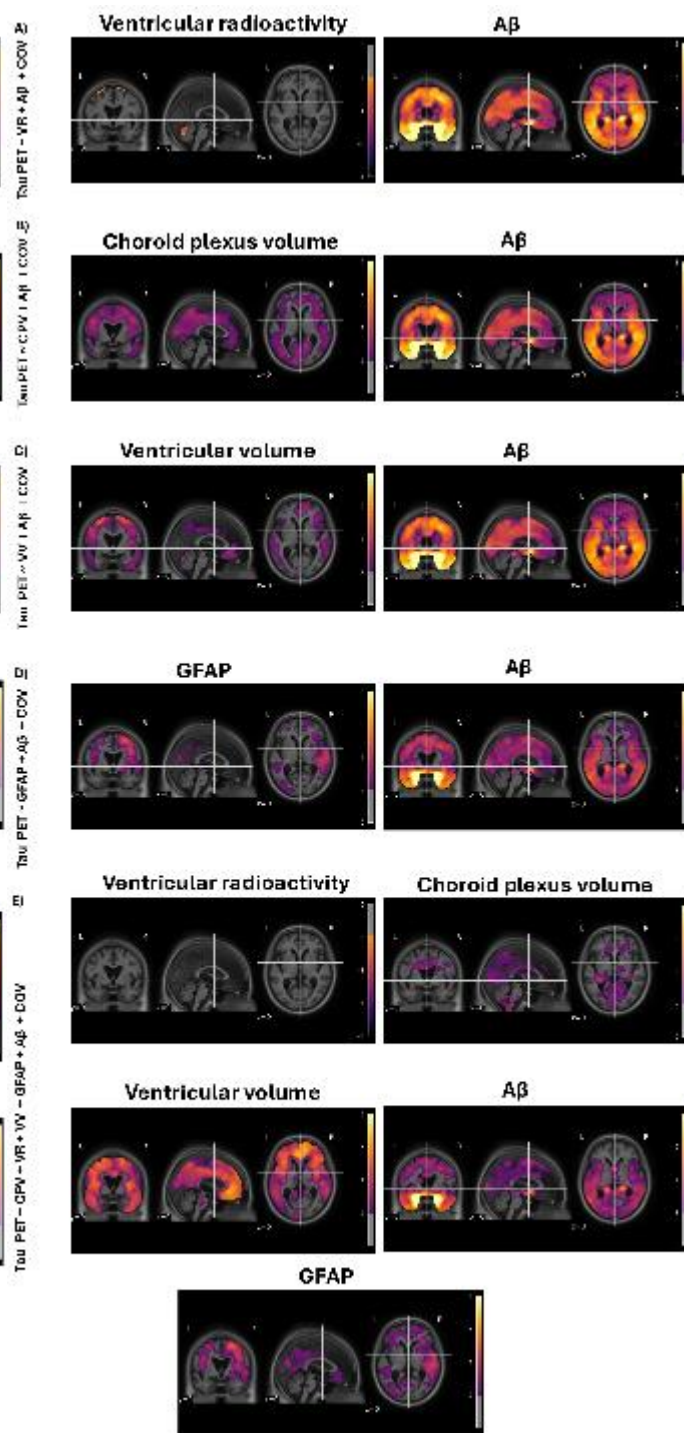 A)
Tau PET ~ VR + Aβ + COV
Ventricular radioactivity
Aβ
B)
Tau PET ~ CPV + Aβ + COV
Choroid plexus volume
Aβ
C)
Tau PET ~ VV + Aβ + COV
Ventricular volume
Aβ
D)
Tau PET ~ GFAP + Aβ + COV
GFAP
Aβ
E)
Tau PET ~ CPV + VR + VV + GFAP + Aβ + COV
Ventricular radioactivity
Choroid plexus volume
Ventricular volume
Aβ
GFAP